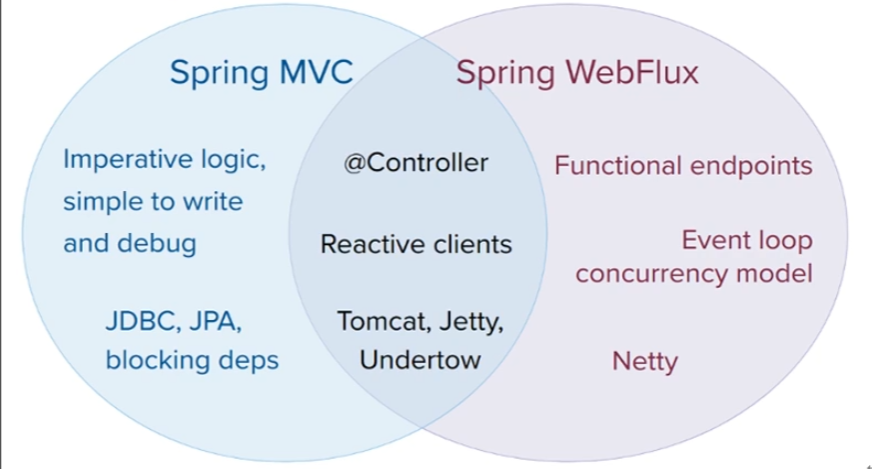 Spring MVC
Spring WebFlux
Imperative logic,
simple to write
and debug
JDBC, JPA,
blocking deps
@Controller
Reactive clients
Tomcat, Jetty,
Undertow
Functional endpoints
Event loop
concurrency model
Netty